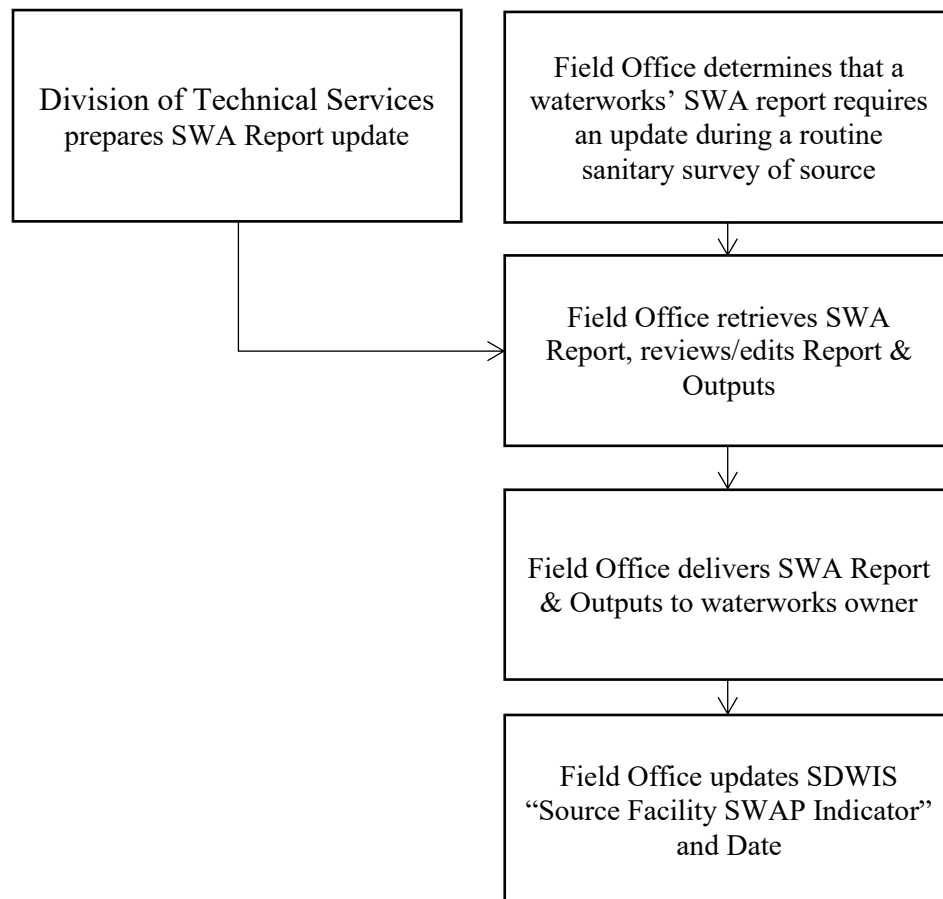 Division of Technical Services
prepares SWA Report update
Field Office determines that a
waterworks’ SWA report requires
an update during a routine
sanitary survey of source
Field Office retrieves SWA
Report, reviews/edits Report &
Outputs
Field Office delivers SWA Report
& Outputs to waterworks owner
Field Office updates SDWIS
“Source Facility SWAP Indicator”
and Date